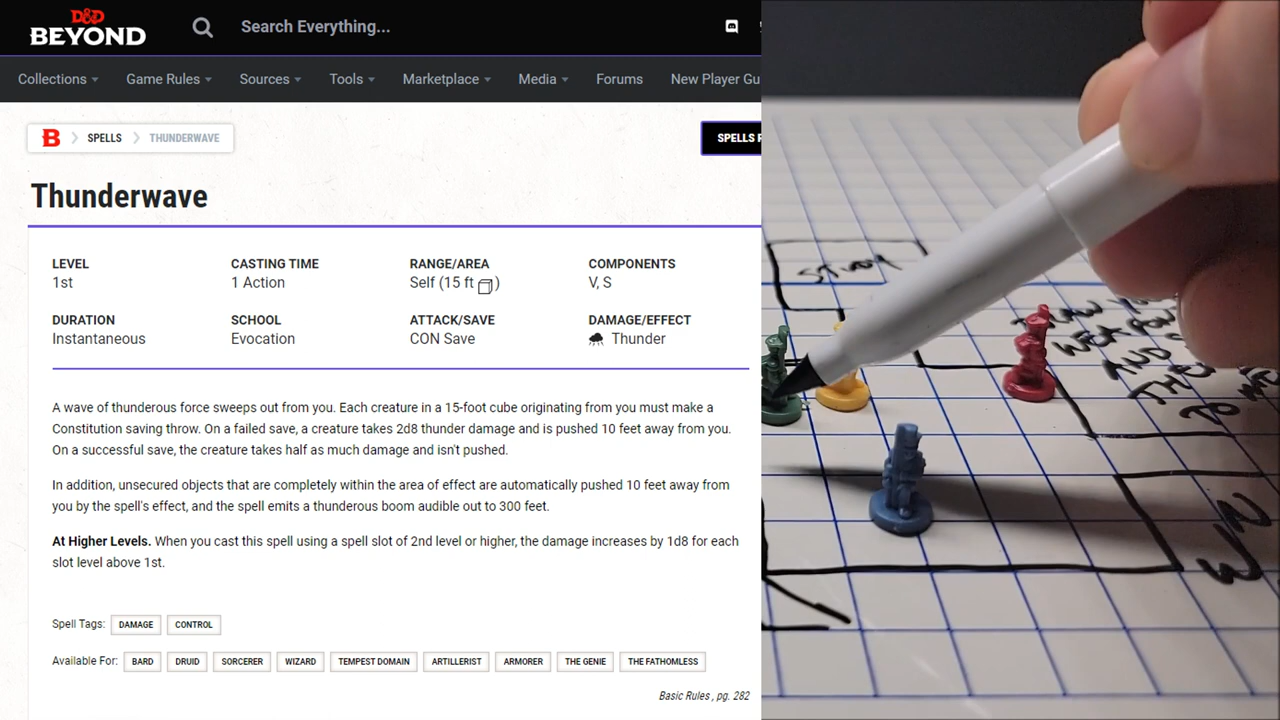 D&D
BEYOND
Search Everything...
Collections Game Rules Sources Tools Marketplace Media Forums New Player Gu
B SPELLS THUNDERWAVE
SPELLS
Thunderwave
LEVEL CASTING TIME RANGE/AREA COMPONENTS
1st 1 Action Self (15 ft ) V, S
DURATION SCHOOL ATTACK/SAVE DAMAGE/EFFECT
Instantaneous Evocation CON Save Thunder
A wave of thunderous force sweeps out from you. Each creature in a 15-foot cube originating from you must make a
Constitution saving throw. On a failed save, a creature takes 2d8 thunder damage and is pushed 10 feet away from you.
On a successful save, the creature takes half as much damage and isn't pushed.
In addition, unsecured objects that are completely within the area of effect are automatically pushed 10 feet away from
you by the spell's effect, and the spell emits a thunderous boom audible out to 300 feet.
At Higher Levels. When you cast this spell using a spell slot of 2nd level or higher, the damage increases by 1d8 for each
slot level above 1st.
Spell Tags: DAMAGE CONTROL
Available For: BARD DRUID SORCERER WIZARD TEMPEST DOMAIN ARTILLERIST ARMORER THE GENIE THE FATHOMLESS
Basic Rules , pg. 282
STUDY
AND